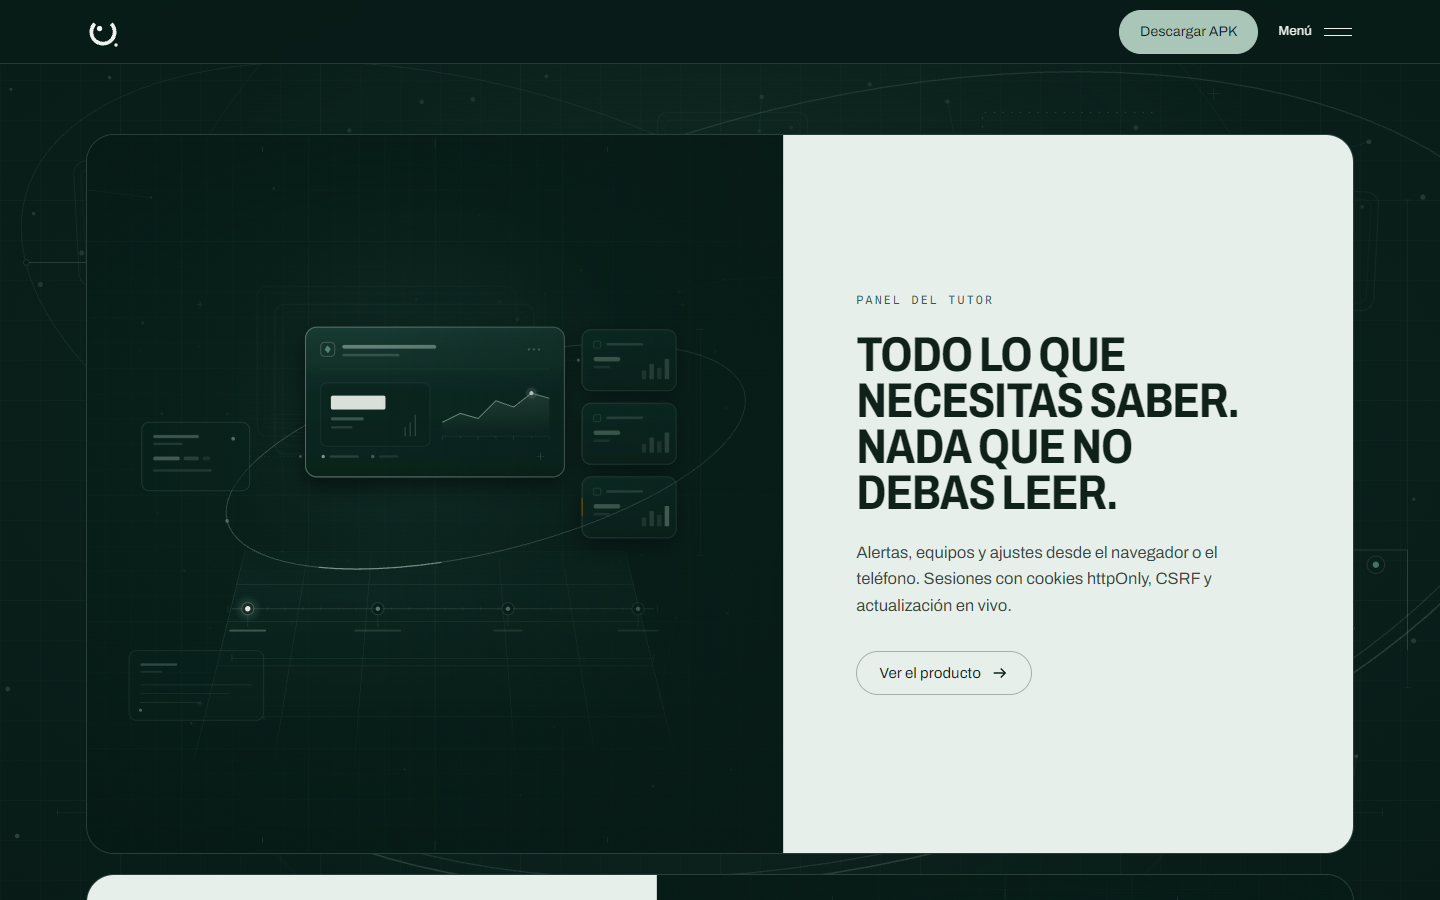 Descargar APK
Menú
PANEL DEL TUTOR
TODO LO QUE
NECESITAS SABER.
NADA QUE NO
DEBAS LEER.
Alertas, equipos y ajustes desde el navegador o el
teléfono. Sesiones con cookies httpOnly, CSRF y
actualización en vivo.
Ver el producto